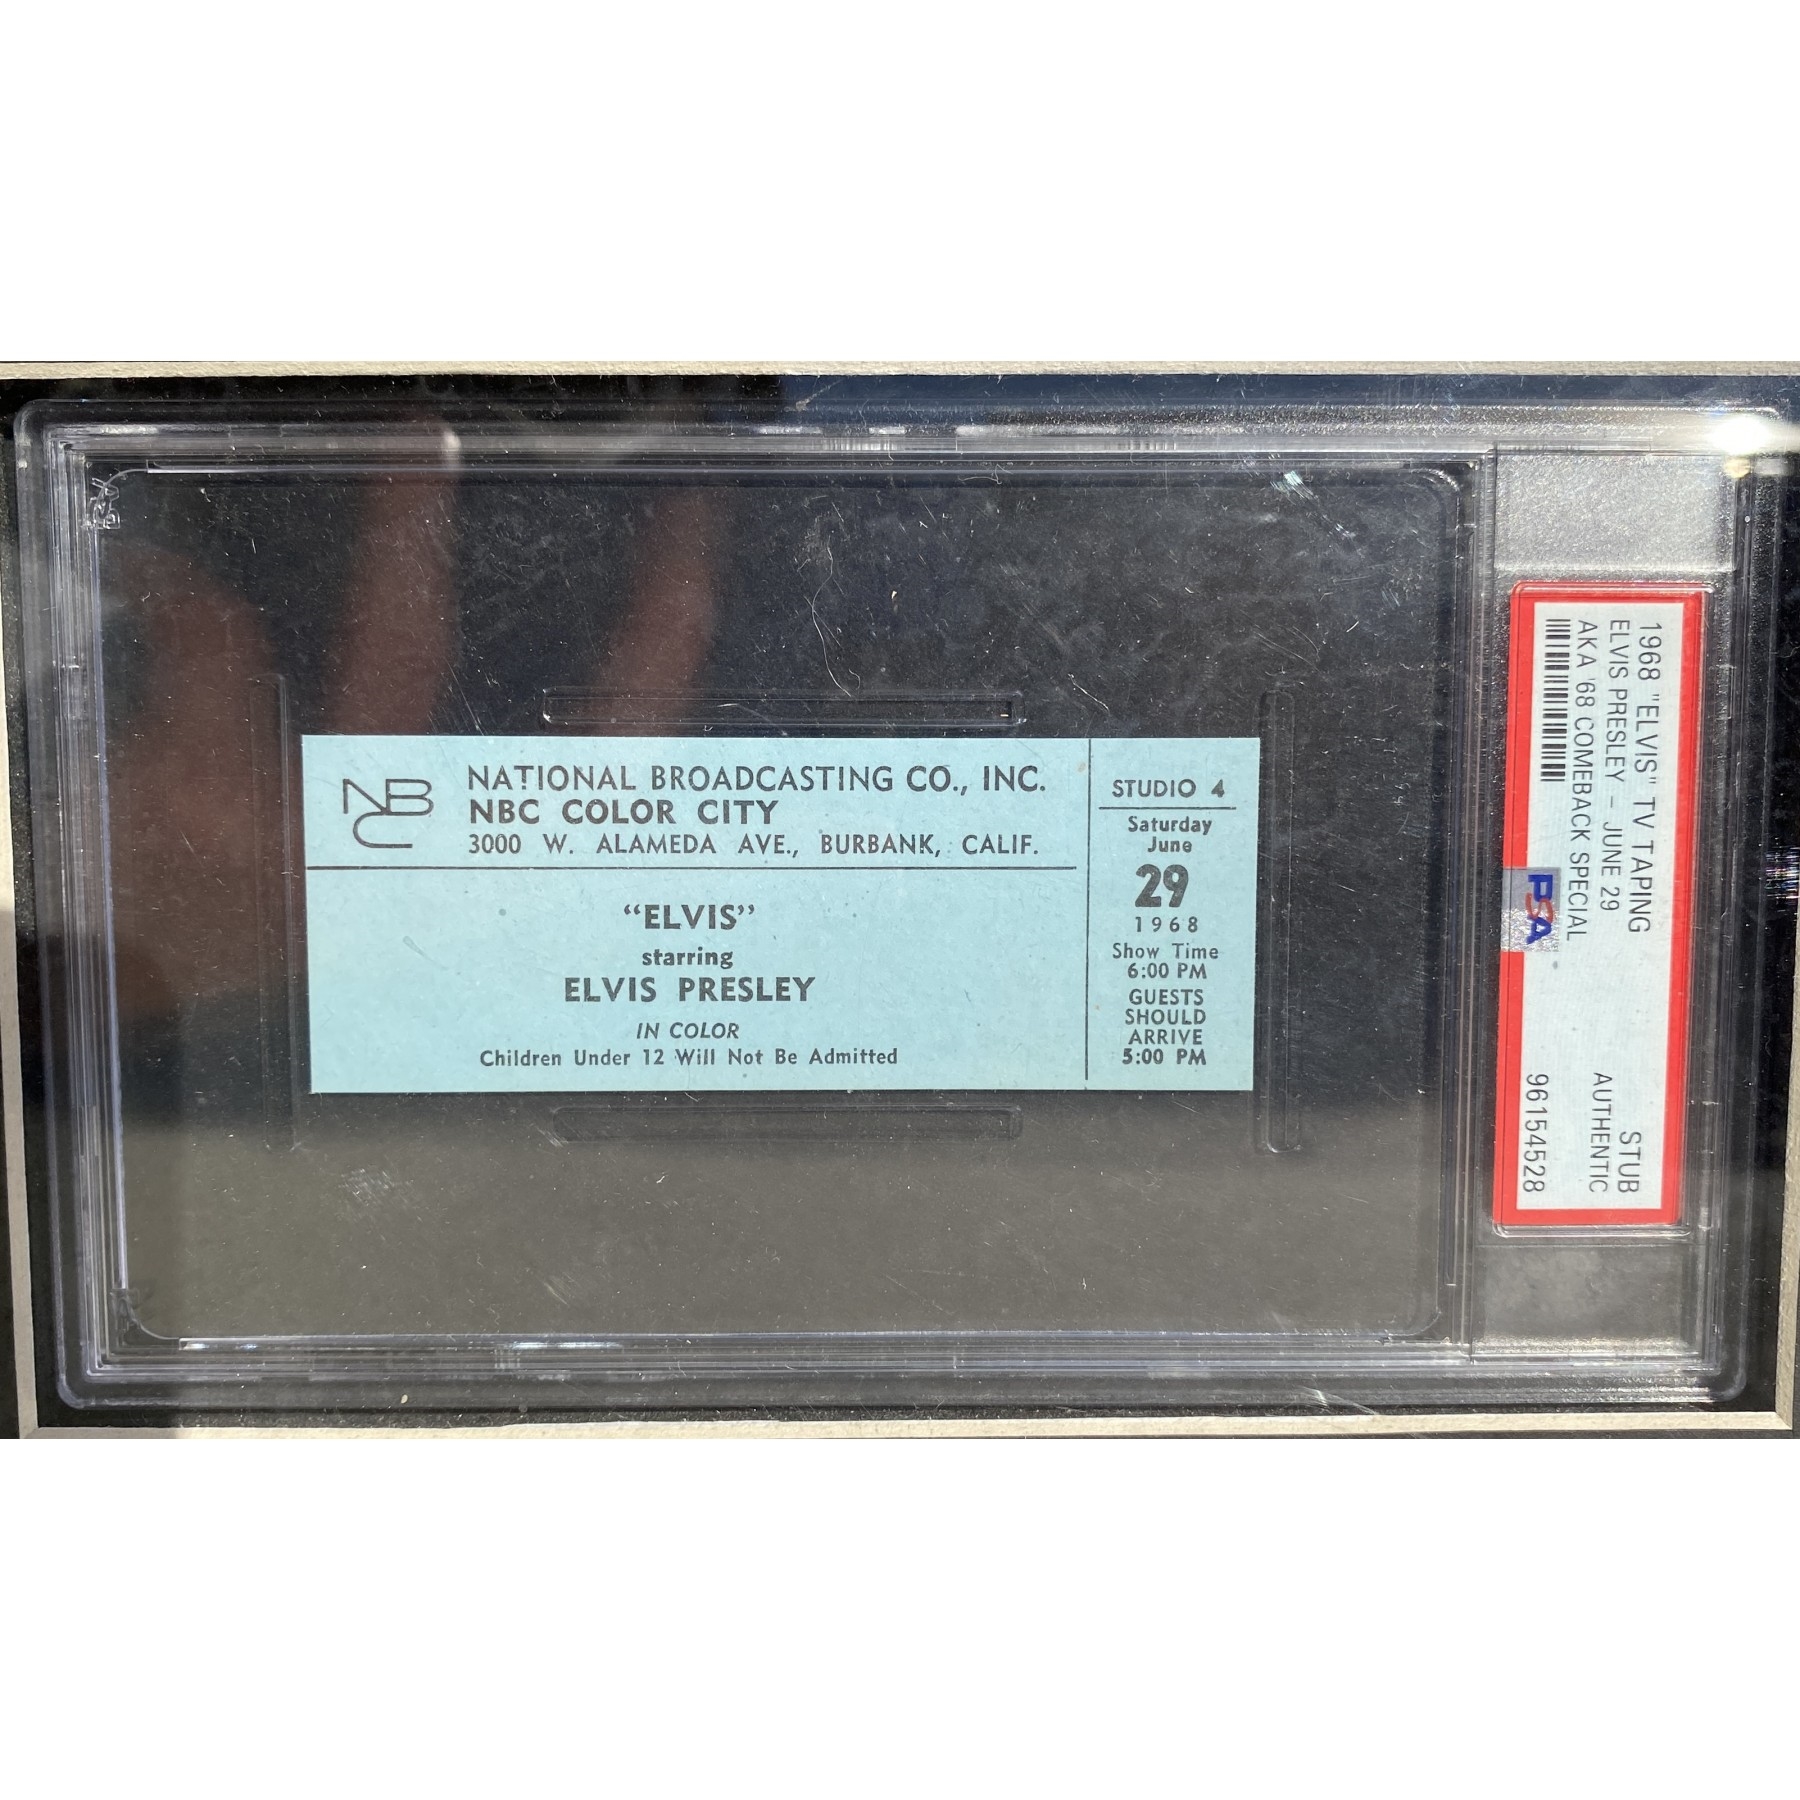 NBC
NATIONAL BROADCASTING CO., INC.
NBC COLOR CITY
3000 W. ALAMEDA AVE., BURBANK, CALIF.
“ELVIS”
starring
ELVIS PRESLEY
IN COLOR
Children Under 12 Will Not Be Admitted
STUDIO 4
Saturday
June
29
1968
Show Time
6:00 PM
GUESTS
SHOULD
ARRIVE
5:00 PM
1968 "ELVIS" TV TAPING
ELVIS PRESLEY - JUNE 29
AKA '68 COMEBACK SPECIAL
PSA
STUB
AUTHENTIC
96154528